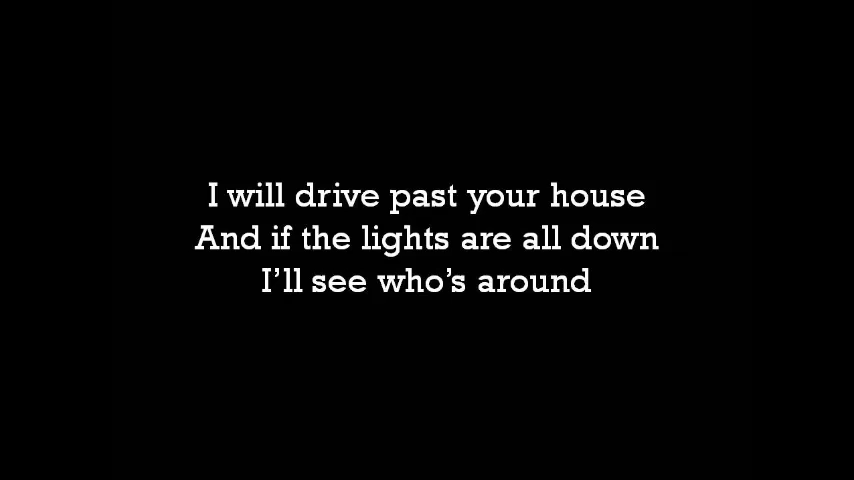 I will drive past your house
And if the lights are all down
I’ll see who’s around